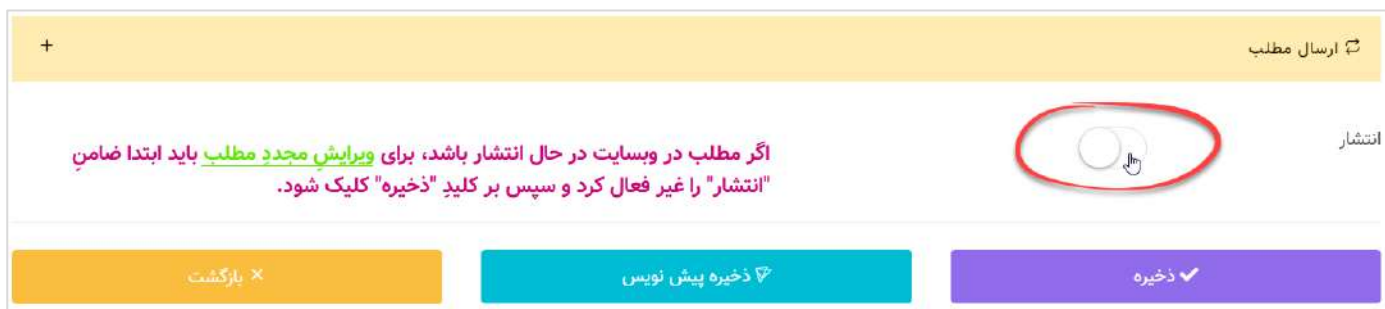 ارسال مطلب +
انتشار
اگر مطلب در وبسایت در حال انتشار باشد، برای ویرایشِ مجددِ مطلب باید ابتدا ضامنِ
"انتشار" را غیر فعال کرد و سپس بر کلیدِ "ذخیره" کلیک شود.
ذخیره
ذخیره پیش نویس
بازگشت